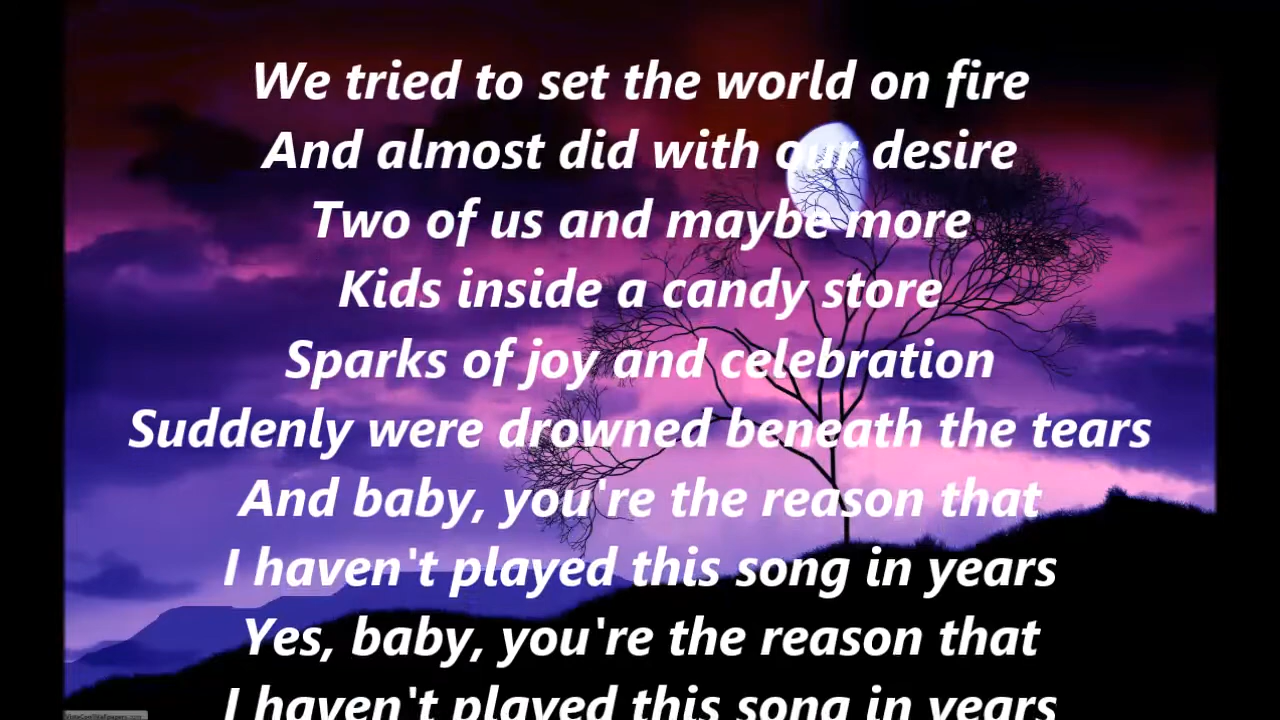 We tried to set the world on fire
And almost did with our desire
Two of us and maybe more
Kids inside a candy store
Sparks of joy and celebration
Suddenly were drowned beneath the tears
And baby, you're the reason that
I haven't played this song in years
Yes, baby, you're the reason that
I haven't played this song in years